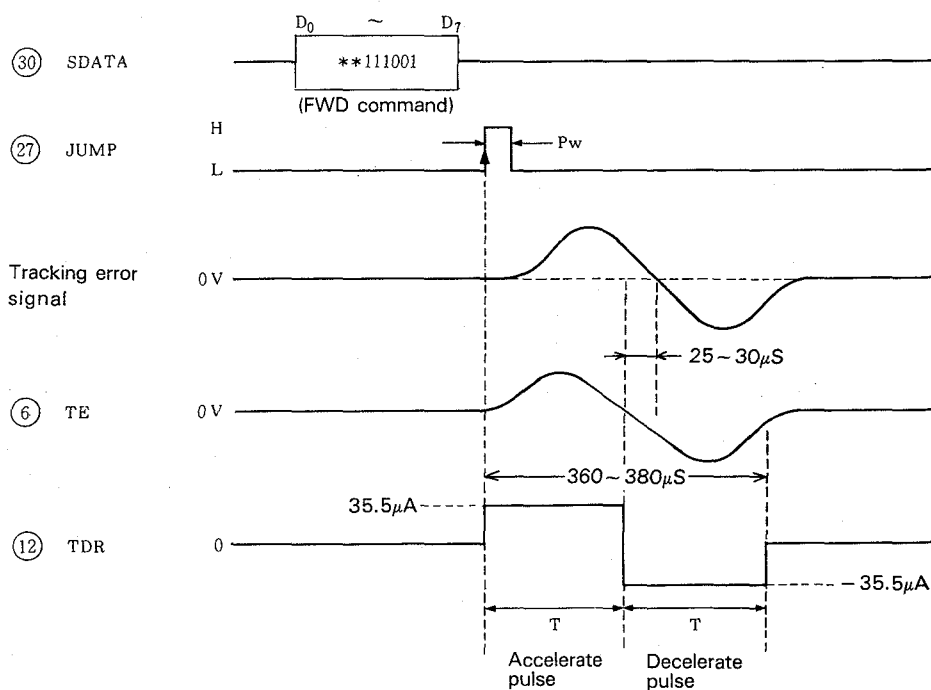 D₀ ~ D₇
㉚ SDATA **111001
(FWD command)
H
㉗ JUMP Pw
L
Tracking error
signal 0 V
25~30μS
⑥ TE 0 V
360~380μS
35.5μA
⑫ TDR 0
−35.5μA
T T
Accelerate pulse
Decelerate pulse